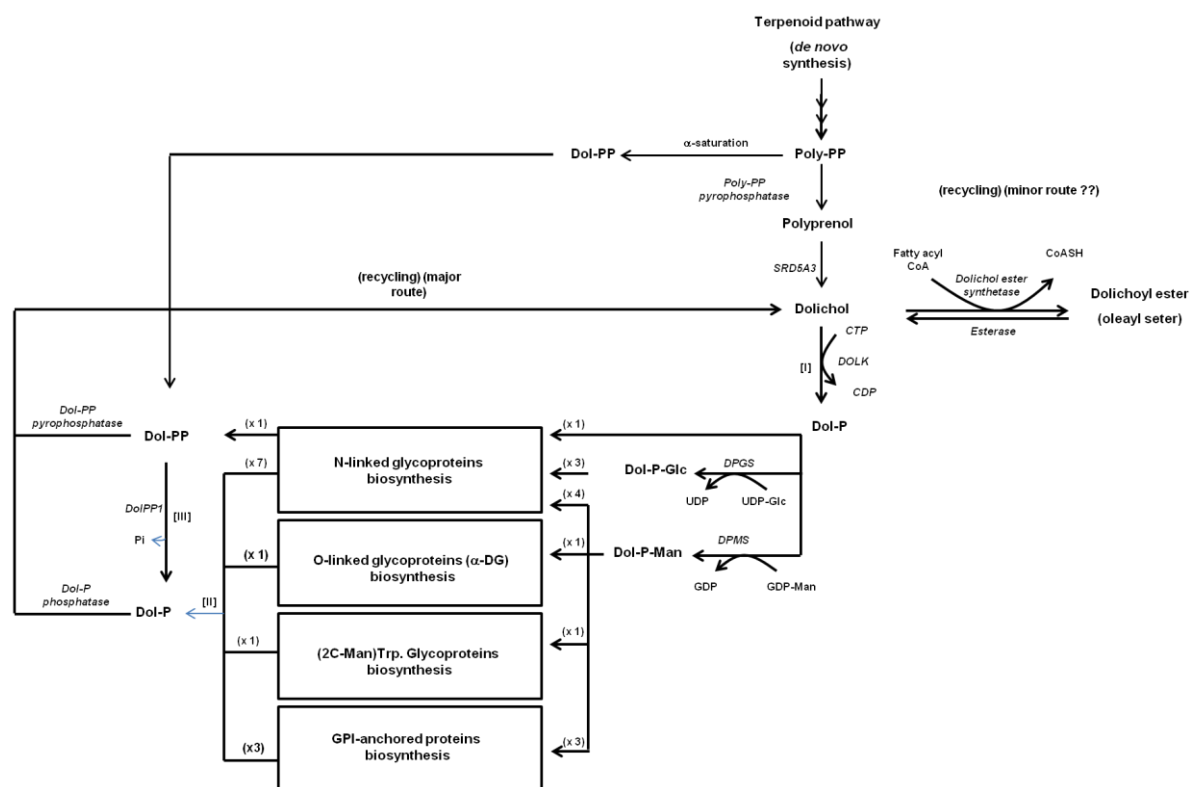 Terpenoid pathway
(de novo
synthesis)
Dol-PP
α-saturation
Poly-PP
Poly-PP
pyrophosphatase
(recycling) (minor route ??)
Polyprenol
SRD5A3
Fatty acyl
CoA
CoASH
Dolichol ester
synthetase
(recycling) (major
route)
Dolichol
Dolichoyl ester
(oleayl seter)
Esterase
CTP
[I]
DOLK
CDP
Dol-P
Dol-PP
pyrophosphatase
Dol-PP
(x 1)
(x 1)
N-linked glycoproteins
biosynthesis
(x 7)
(x 3)
Dol-P-Glc
DPGS
UDP
UDP-Glc
(x 4)
DolPP1
[III]
Pi
(x 1)
O-linked glycoproteins (α-DG)
biosynthesis
(x 1)
Dol-P-Man
DPMS
GDP
GDP-Man
Dol-P
phosphatase
Dol-P
[II]
(x 1)
(2C-Man)Trp. Glycoproteins
biosynthesis
(x 1)
(x3)
GPI-anchored proteins
biosynthesis
(x 3)